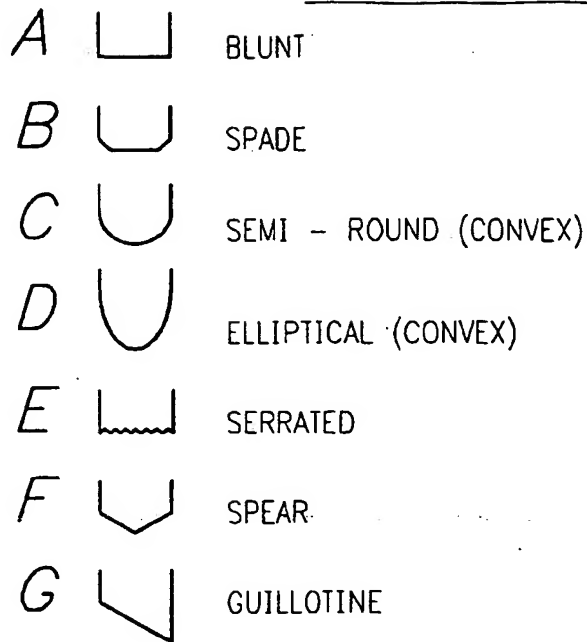 A BLUNT
B SPADE
C SEMI - ROUND (CONVEX)
D ELLIPTICAL (CONVEX)
E SERRATED
F SPEAR
G GUILLOTINE